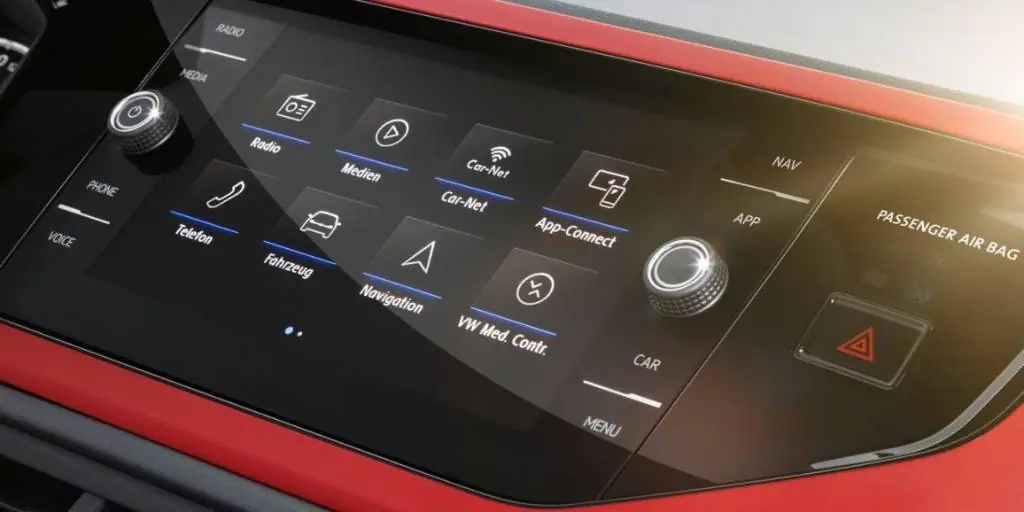 RADIO
MEDIA
PHONE
VOICE
Radio
Medien
Car-Net
Car-Net
App-Connect
Telefon
Fahrzeug
Navigation
VW Med. Contr.
NAV
APP
CAR
MENU
PASSENGER AIR BAG